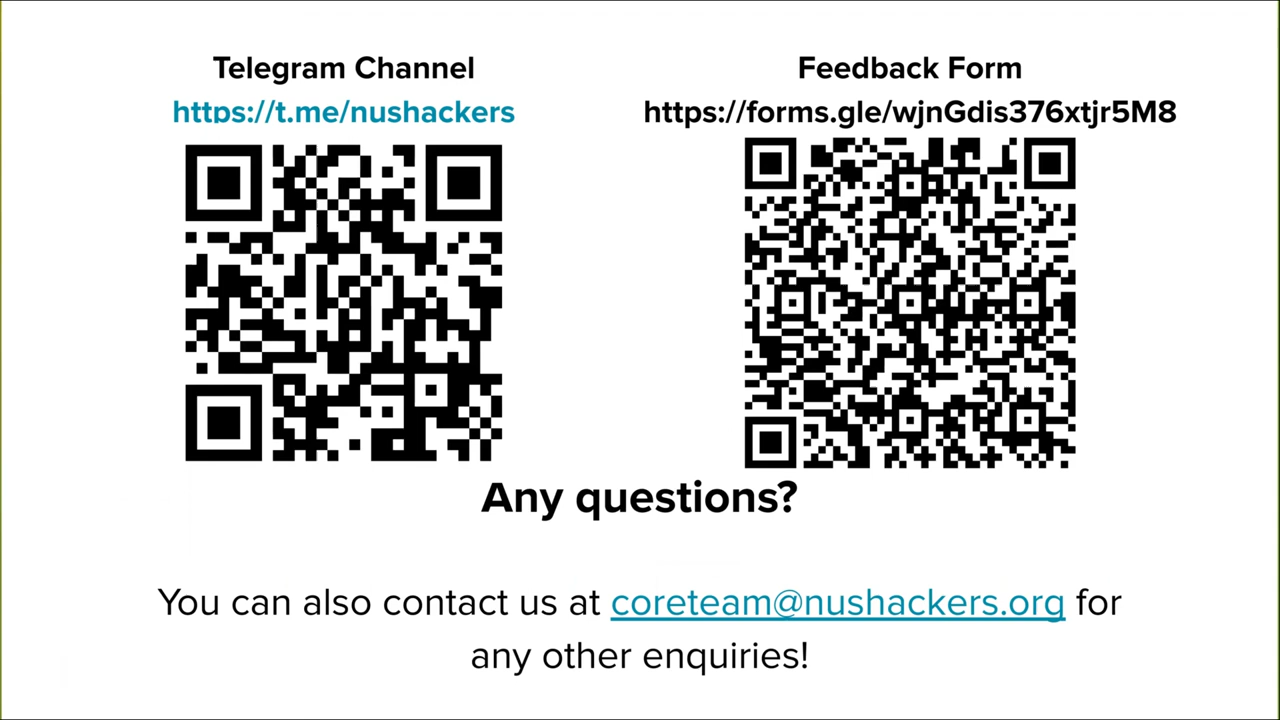 Telegram Channel
https://t.me/nushackers
Feedback Form
https://forms.gle/wjnGdis376xtjr5M8
Any questions?
You can also contact us at coreteam@nushackers.org for
any other enquiries!